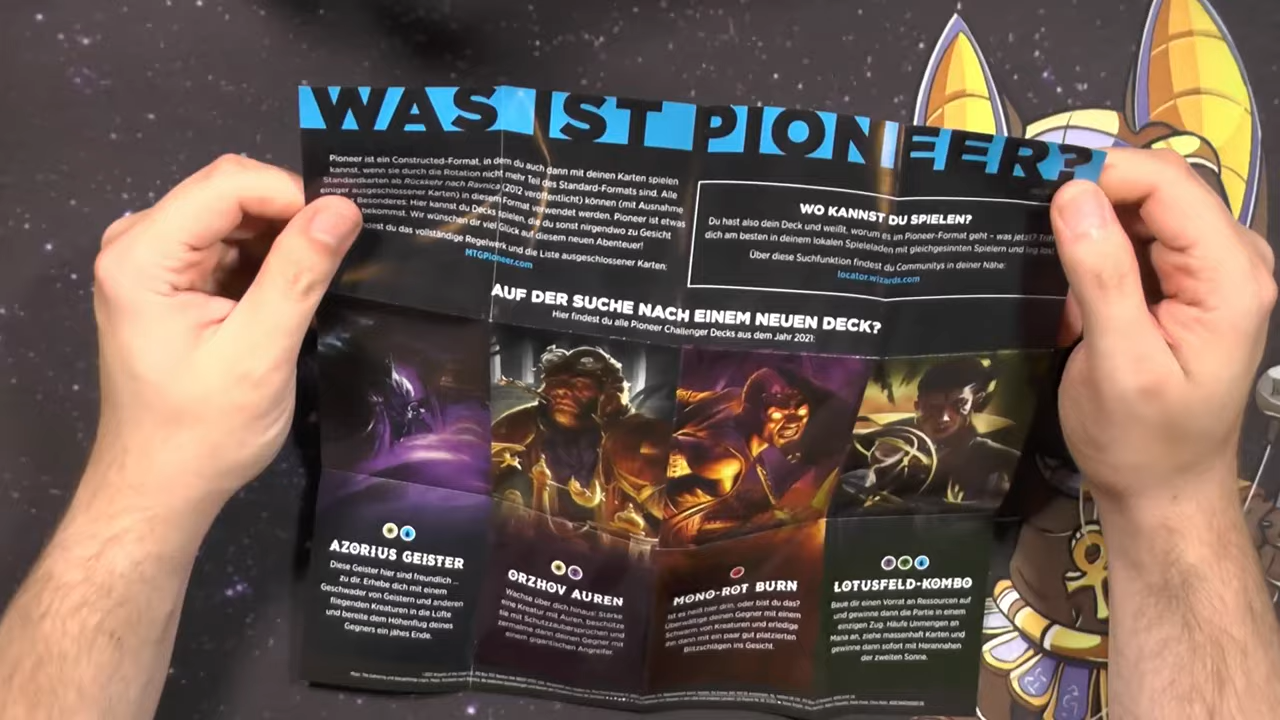 WAS IST PIONEER?
Pioneer ist ein Constructed-Format, in dem du auch dann mit deinen Karten spielen
kannst, wenn sie durch die Rotation nicht mehr Teil des Standard-Formats sind. Alle
Standardkarten ab Rückkehr nach Ravnica (2012 veröffentlicht) können (mit Ausnahme
einiger ausgeschlossener Karten) in diesem Format verwendet werden. Pioneer ist etwas
Besonderes: Hier kannst du Decks spielen, die du sonst nirgendwo zu Gesicht
bekommst. Wir wünschen dir viel Glück auf diesem neuen Abenteuer!
du das vollständige Regelwerk und die Liste ausgeschlossener Karten:
MTGPioneer.com
WO KANNST DU SPIELEN?
Du hast also dein Deck und weißt, worum es im Pioneer-Format geht – was jetzt?
dich am besten in deinem lokalen Spieleladen mit gleichgesinnten Spielern und leg los!
Über diese Suchfunktion findest du Communitys in deiner Nähe:
locator.wizards.com
AUF DER SUCHE NACH EINEM NEUEN DECK?
Hier findest du alle Pioneer Challenger Decks aus dem Jahr 2021:
AZORIUS GEISTER
Diese Geister hier sind freundlich ...
zu dir. Erhebe dich mit einem
Geschwader von Geistern und anderen
fliegenden Kreaturen in die Lüfte
und bereite dem Höhenflug deines
Gegners ein jähes Ende.
ORZHOV AUREN
Wachse über dich hinaus! Stärke
eine Kreatur mit Auren, beschütze
sie mit Schutzzaubersprüchen und
zermalme dann deinen Gegner mit
einem gigantischen Angreifer.
MONO-ROT BURN
Ist es heiß hier drin, oder bist du das?
Überwältige deinen Gegner mit einem
Schwarm von Kreaturen und erledige
ihn dann mit ein paar gut platzierten
Blitzschlägen ins Gesicht.
LOTUSFELD-KOMBO
Baue dir einen Vorrat an Ressourcen auf
und gewinne dann die Partie in einem
einzigen Zug. Häufe Unmengen an
Mana an, ziehe massenhaft Karten und
gewinne dann sofort mit Herannahen
der zweiten Sonne.